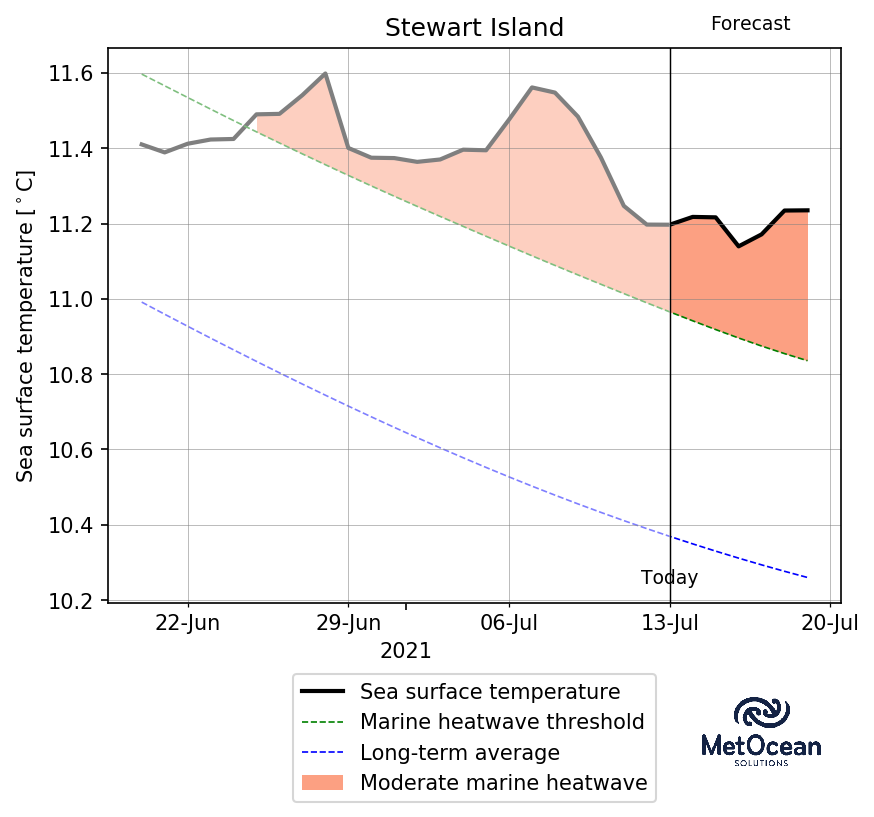 Stewart Island
Forecast
11.6
11.4
11.2
11.0
10.8
10.6
10.4
10.2
Sea surface temperature [°C]
Today
22-Jun
29-Jun
06-Jul
13-Jul
20-Jul
2021
Sea surface temperature
Marine heatwave threshold
Long-term average
Moderate marine heatwave
MetOcean
SOLUTIONS